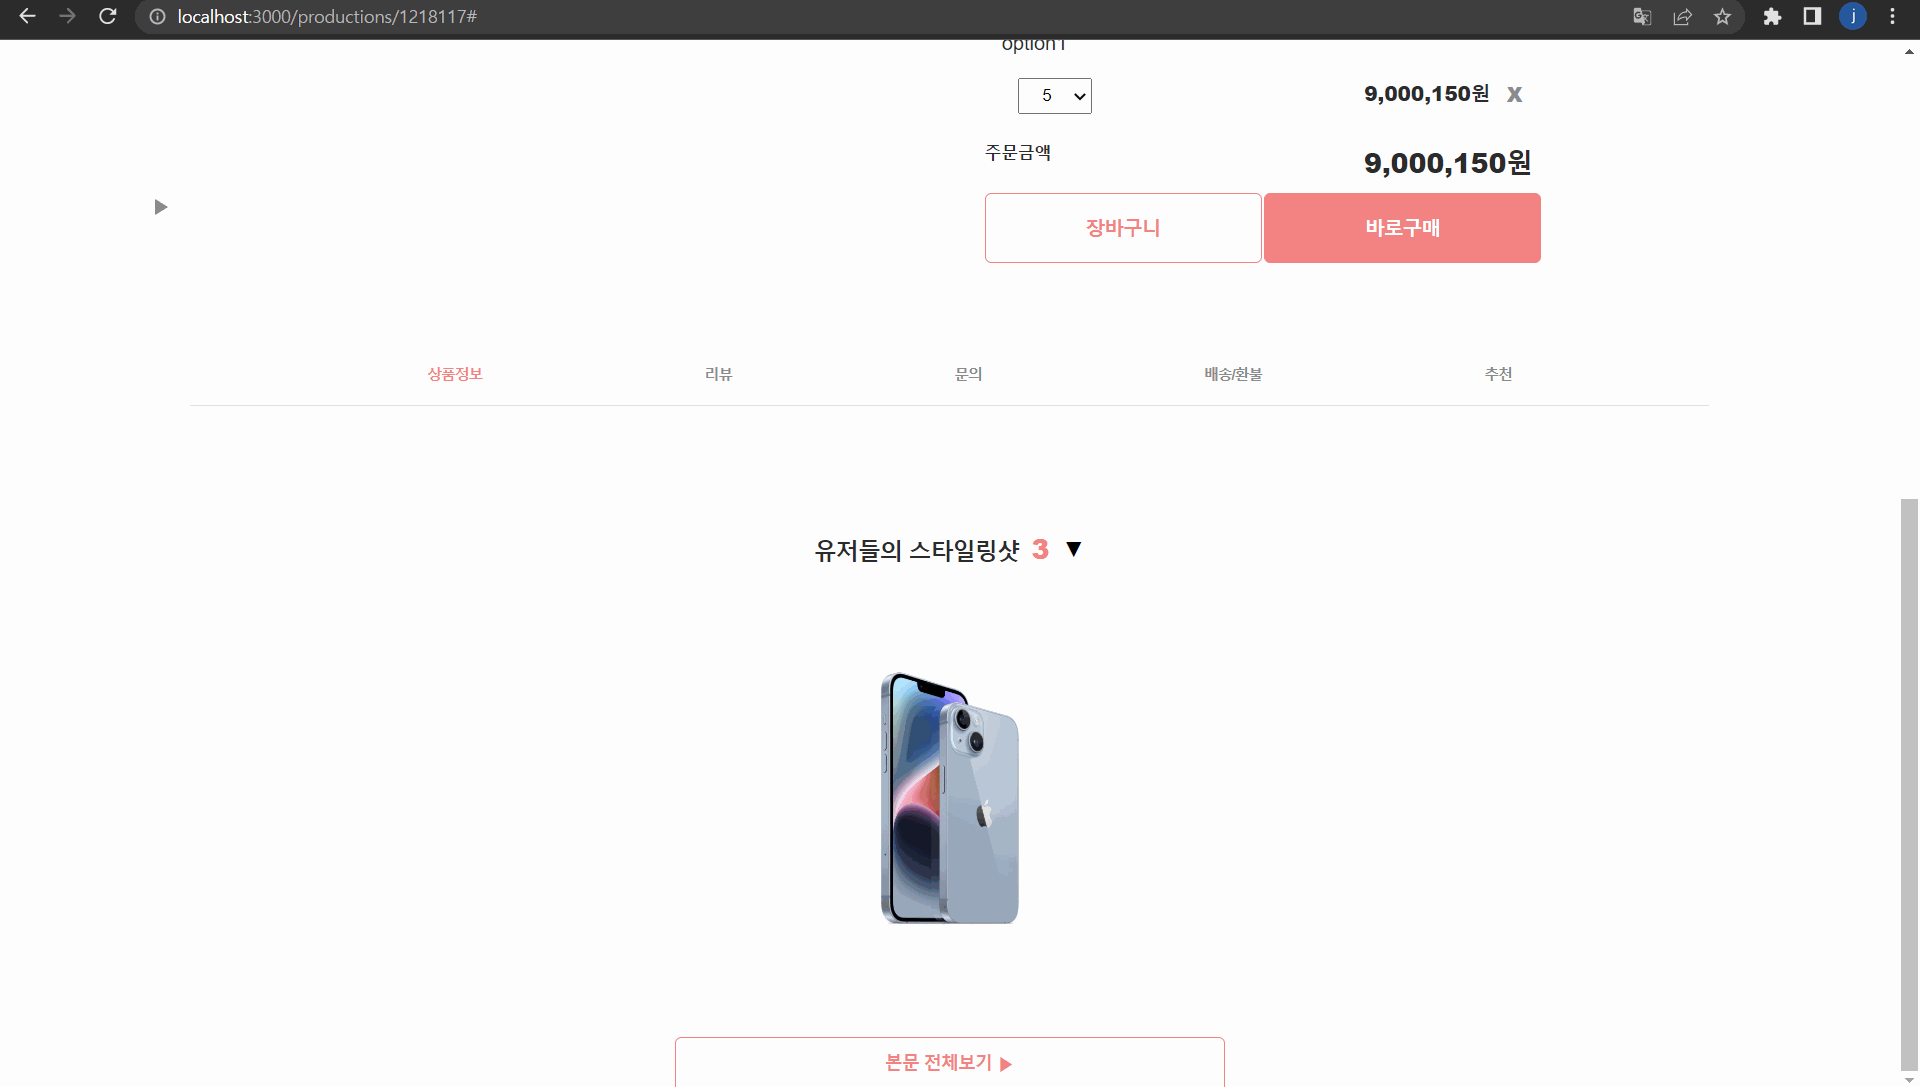 localhost:3000/productions/1218117#
j
option1
5
9,000,150원 X
주문금액
9,000,150원
장바구니
바로구매
상품정보 리뷰 문의 배송/환불 추천
유저들의 스타일링샷 3 ▼
본문 전체보기 ▶